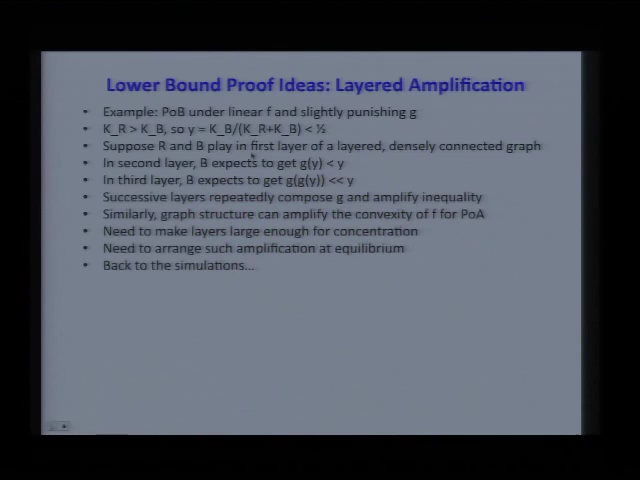 Lower Bound Proof Ideas: Layered Amplification
• Example: PoB under linear f and slightly punishing g
• K_R > K_B, so y = K_B/(K_R+K_B) < ½
• Suppose R and B play in first layer of a layered, densely connected graph
• In second layer, B expects to get g(y) < y
• In third layer, B expects to get g(g(y)) << y
• Successive layers repeatedly compose g and amplify inequality
• Similarly, graph structure can amplify the convexity of f for PoA
• Need to make layers large enough for concentration
• Need to arrange such amplification at equilibrium
• Back to the simulations…